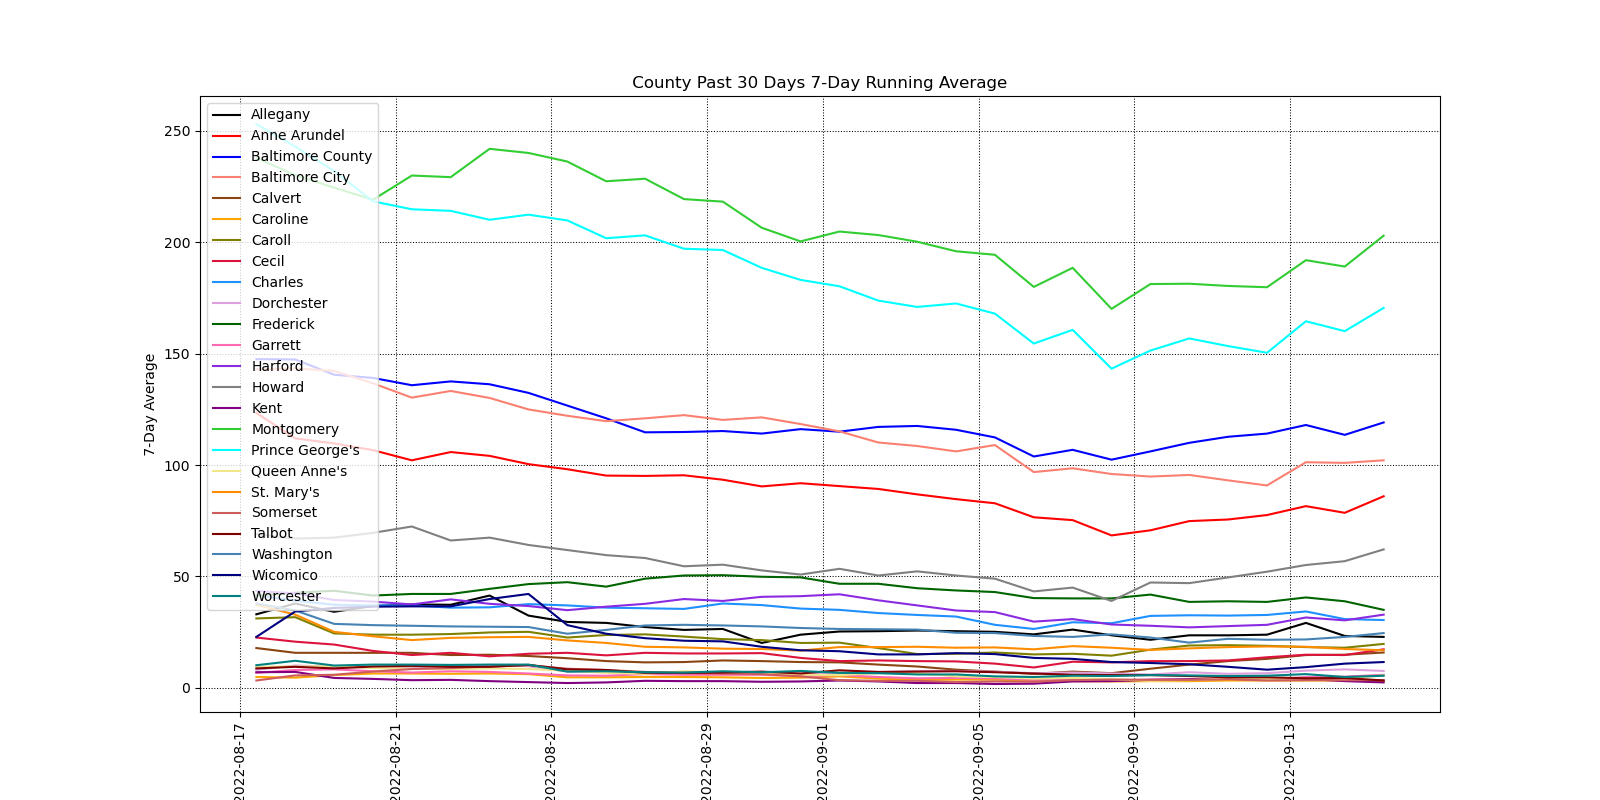 County Past 30 Days 7-Day Running Average
7-Day Average
250
200
150
100
50
0
Allegany
Anne Arundel
Baltimore County
Baltimore City
Calvert
Caroline
Caroll
Cecil
Charles
Dorchester
Frederick
Garrett
Harford
Howard
Kent
Montgomery
Prince George's
Queen Anne's
St. Mary's
Somerset
Talbot
Washington
Wicomico
Worcester
2022-08-17
2022-08-21
2022-08-25
2022-08-29
2022-09-01
2022-09-05
2022-09-09
2022-09-13